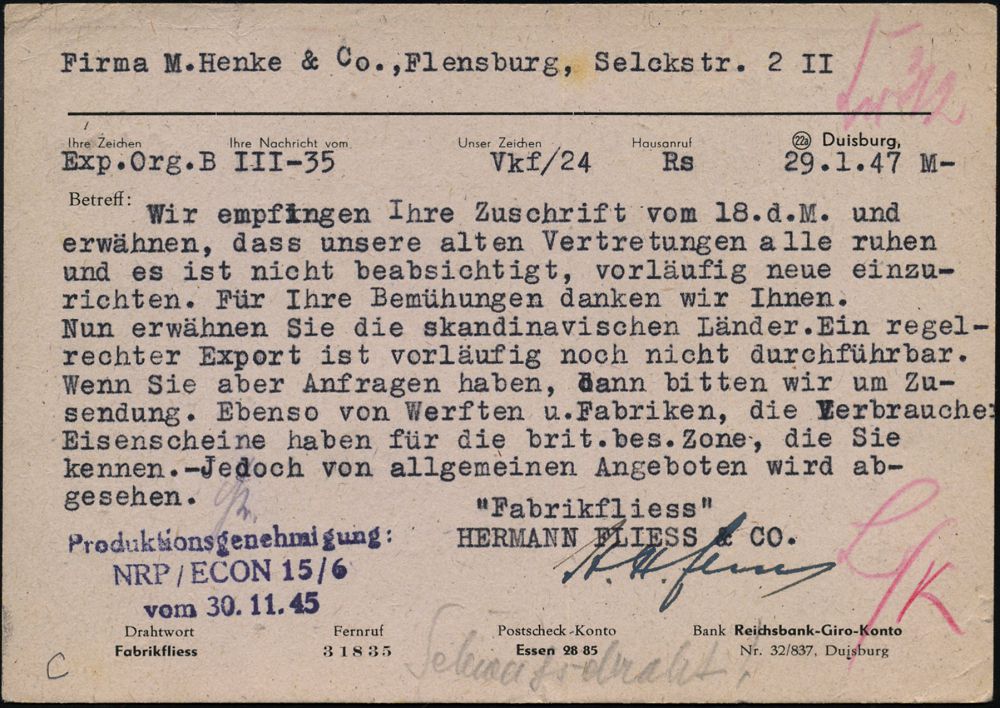 Firma M.Henke & Co.,Flensburg, Selckstr. 2 II
Ihre Zeichen Ihre Nachricht vom Unser Zeichen Hausanruf 22a Duisburg,
Exp.Org.B III-35 Vkf/24 Rs 29.1.47 M-
Betreff:
Wir empfingen Ihre Zuschrift vom 18.d.M. und
erwähnen, dass unsere alten Vertretungen alle ruhen
und es ist nicht beabsichtigt, vorläufig neue einzu-
richten. Für Ihre Bemühungen danken wir Ihnen.
Nun erwähnen Sie die skandinavischen Länder.Ein regel-
rechter Export ist vorläufig noch nicht durchführbar.
Wenn Sie aber Anfragen haben, dann bitten wir um Zu-
sendung. Ebenso von Werften u.Fabriken, die Verbraucher
Eisenscheine haben für die brit.bes.Zone, die Sie
kennen.-Jedoch von allgemeinen Angeboten wird ab-
gesehen.
"Fabrikfliess"
HERMANN FLIESS & CO.
Produktionsgenehmigung:
NRP/ECON 15/6
vom 30.11.45
Drahtwort Fernruf Postscheck-Konto Bank Reichsbank-Giro-Konto
Fabrikfliess 31835 Essen 28 85 Nr. 32/837, Duisburg